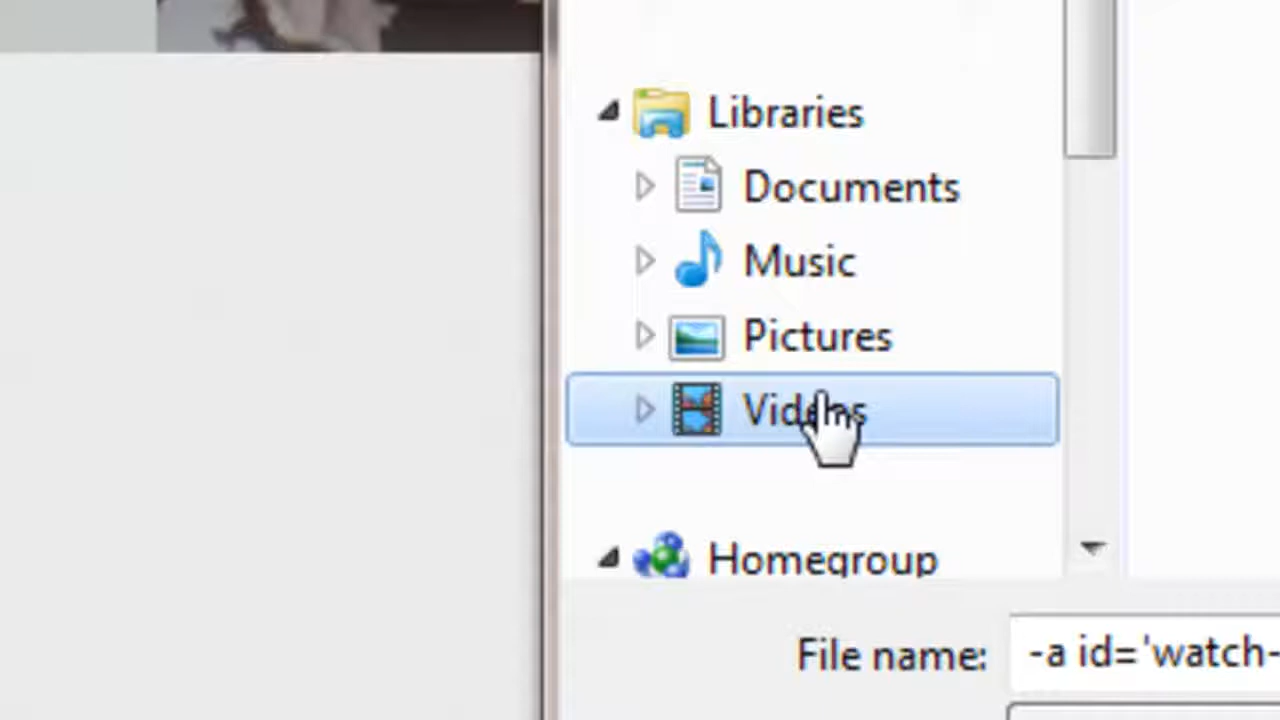 Libraries
Documents
Music
Pictures
Videos
Homegroup
File name: -a id='watch-